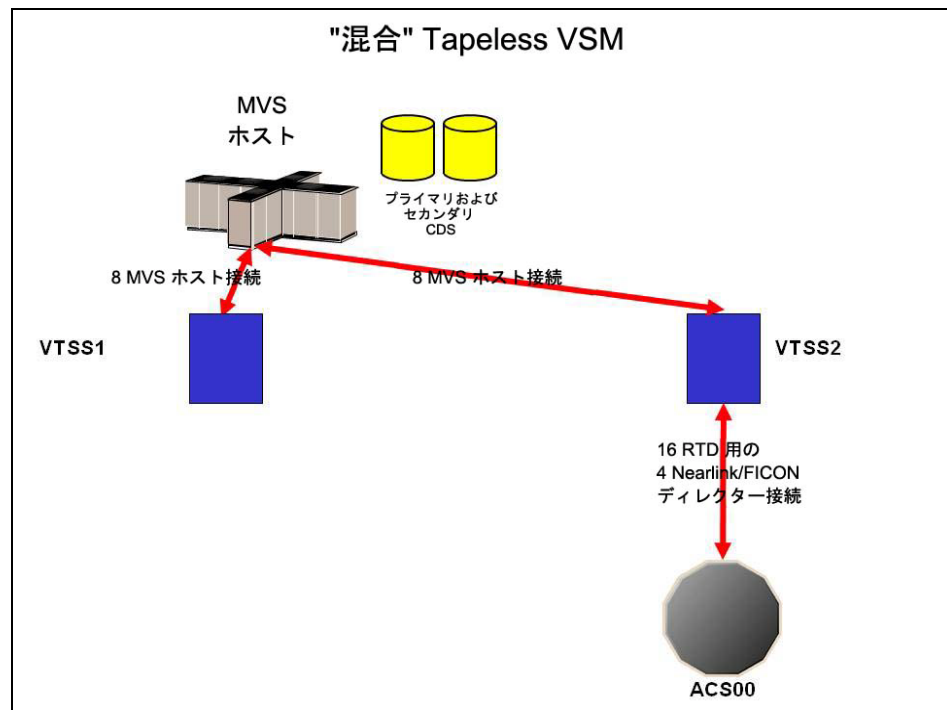 "混合" Tapeless VSM
MVS
ホスト
プライマリおよび
セカンダリ
CDS
8 MVS ホスト接続
8 MVS ホスト接続
VTSS1
VTSS2
16 RTD 用の
4 Nearlink/FICON
ディレクター接続
ACS00